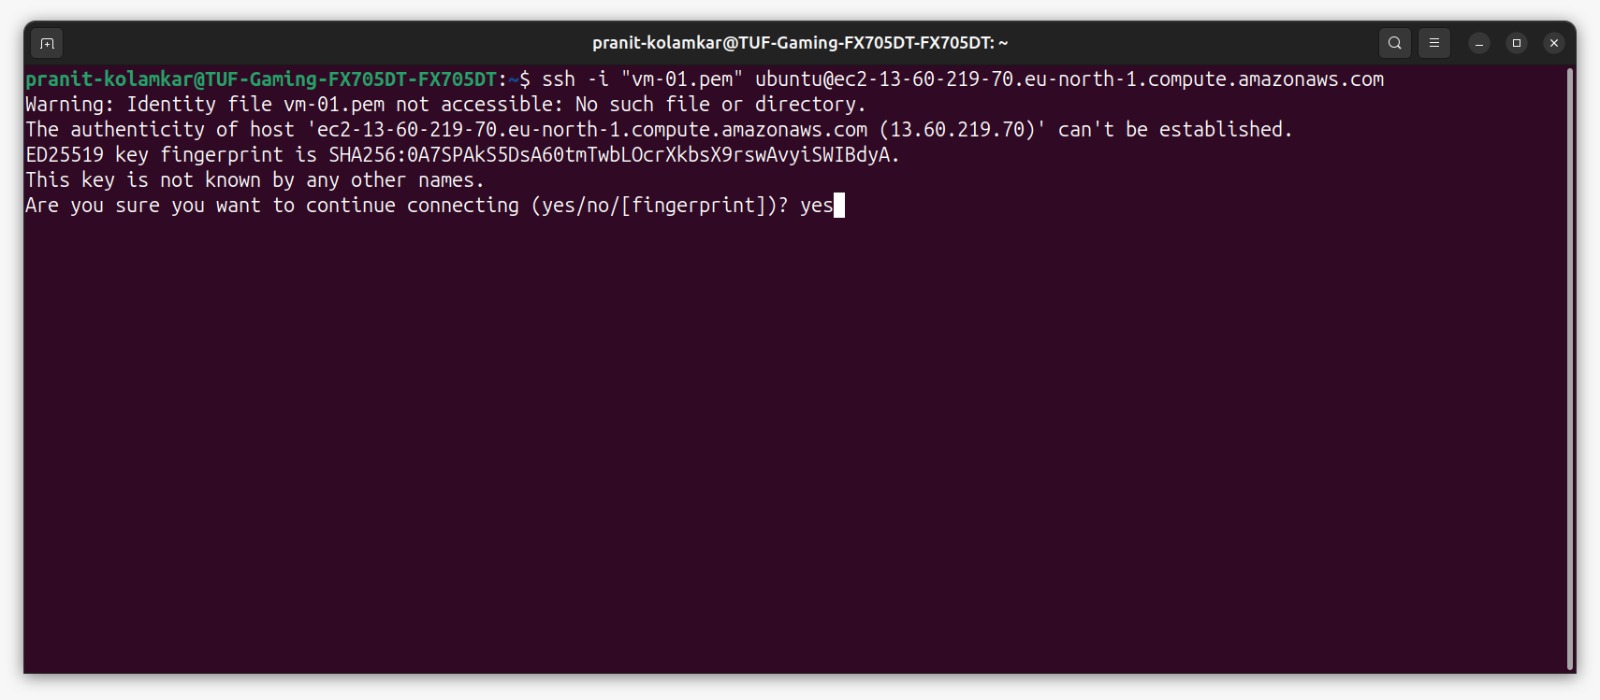 pranit-kolamkar@TUF-Gaming-FX705DT-FX705DT: ~
pranit-kolamkar@TUF-Gaming-FX705DT-FX705DT:~$ ssh -i "vm-01.pem" ubuntu@ec2-13-60-219-70.eu-north-1.compute.amazonaws.com
Warning: Identity file vm-01.pem not accessible: No such file or directory.
The authenticity of host 'ec2-13-60-219-70.eu-north-1.compute.amazonaws.com (13.60.219.70)' can't be established.
ED25519 key fingerprint is SHA256:0A7SPAkS5DsA60tmTwbLOcrXkbsX9rswAvyiSWIBdyA.
This key is not known by any other names.
Are you sure you want to continue connecting (yes/no/[fingerprint])? yes